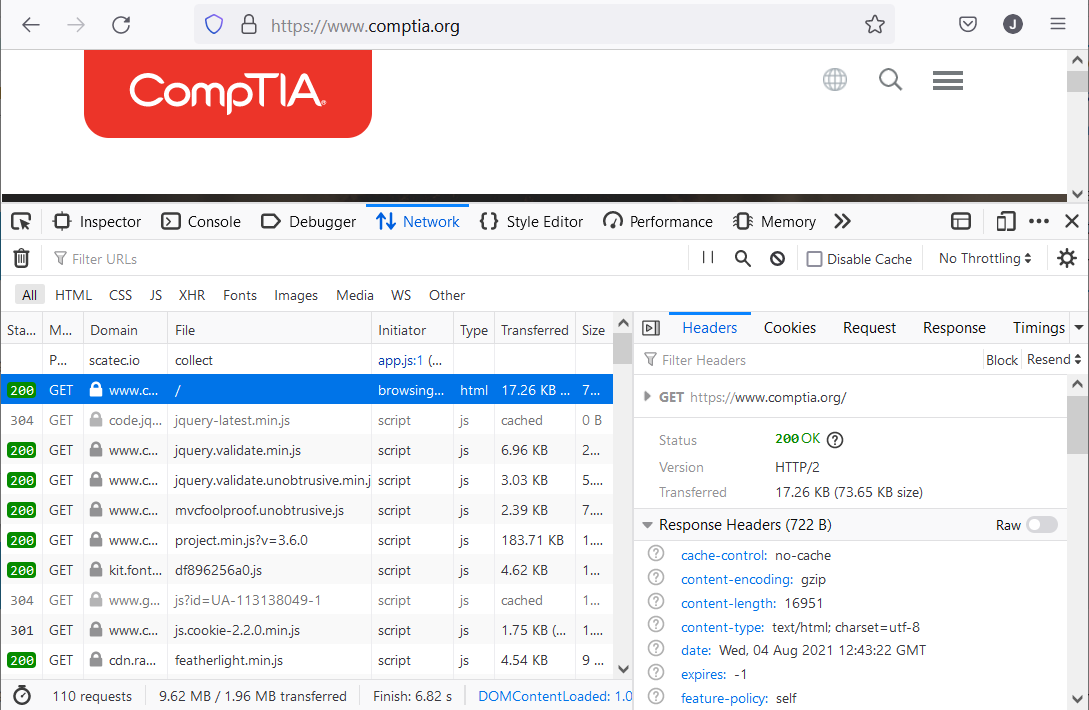 https://www.comptia.org
J
CompTIA®
Inspector Console Debugger Network Style Editor Performance Memory
Filter URLs
Disable Cache No Throttling
All HTML CSS JS XHR Fonts Images Media WS Other
Sta... M... Domain File Initiator Type Transferred Size
P... scatec.io collect app.js:1 (...
200 GET www.c... / browsing... html 17.26 KB ... 7...
304 GET code.jq... jquery-latest.min.js script js cached 0 B
200 GET www.c... jquery.validate.min.js script js 6.96 KB 2...
200 GET www.c... jquery.validate.unobtrusive.min.j script js 3.03 KB 5....
200 GET www.c... mvcfoolproof.unobtrusive.js script js 2.39 KB 7....
200 GET www.c... project.min.js?v=3.6.0 script js 183.71 KB 1....
200 GET kit.font... df896256a0.js script js 4.62 KB 1...
304 GET www.g... js?id=UA-113138049-1 script js cached 1...
301 GET www.c... js.cookie-2.2.0.min.js script js 1.75 KB (... 1....
200 GET cdn.ra... featherlight.min.js script js 4.54 KB 9 ...
110 requests 9.62 MB / 1.96 MB transferred Finish: 6.82 s DOMContentLoaded: 1.0
Headers Cookies Request Response Timings
Filter Headers Block Resend
GET https://www.comptia.org/
Status 200 OK ?
Version HTTP/2
Transferred 17.26 KB (73.65 KB size)
Response Headers (722 B) Raw
? cache-control: no-cache
? content-encoding: gzip
? content-length: 16951
? content-type: text/html; charset=utf-8
? date: Wed, 04 Aug 2021 12:43:22 GMT
? expires: -1
? feature-policy: self